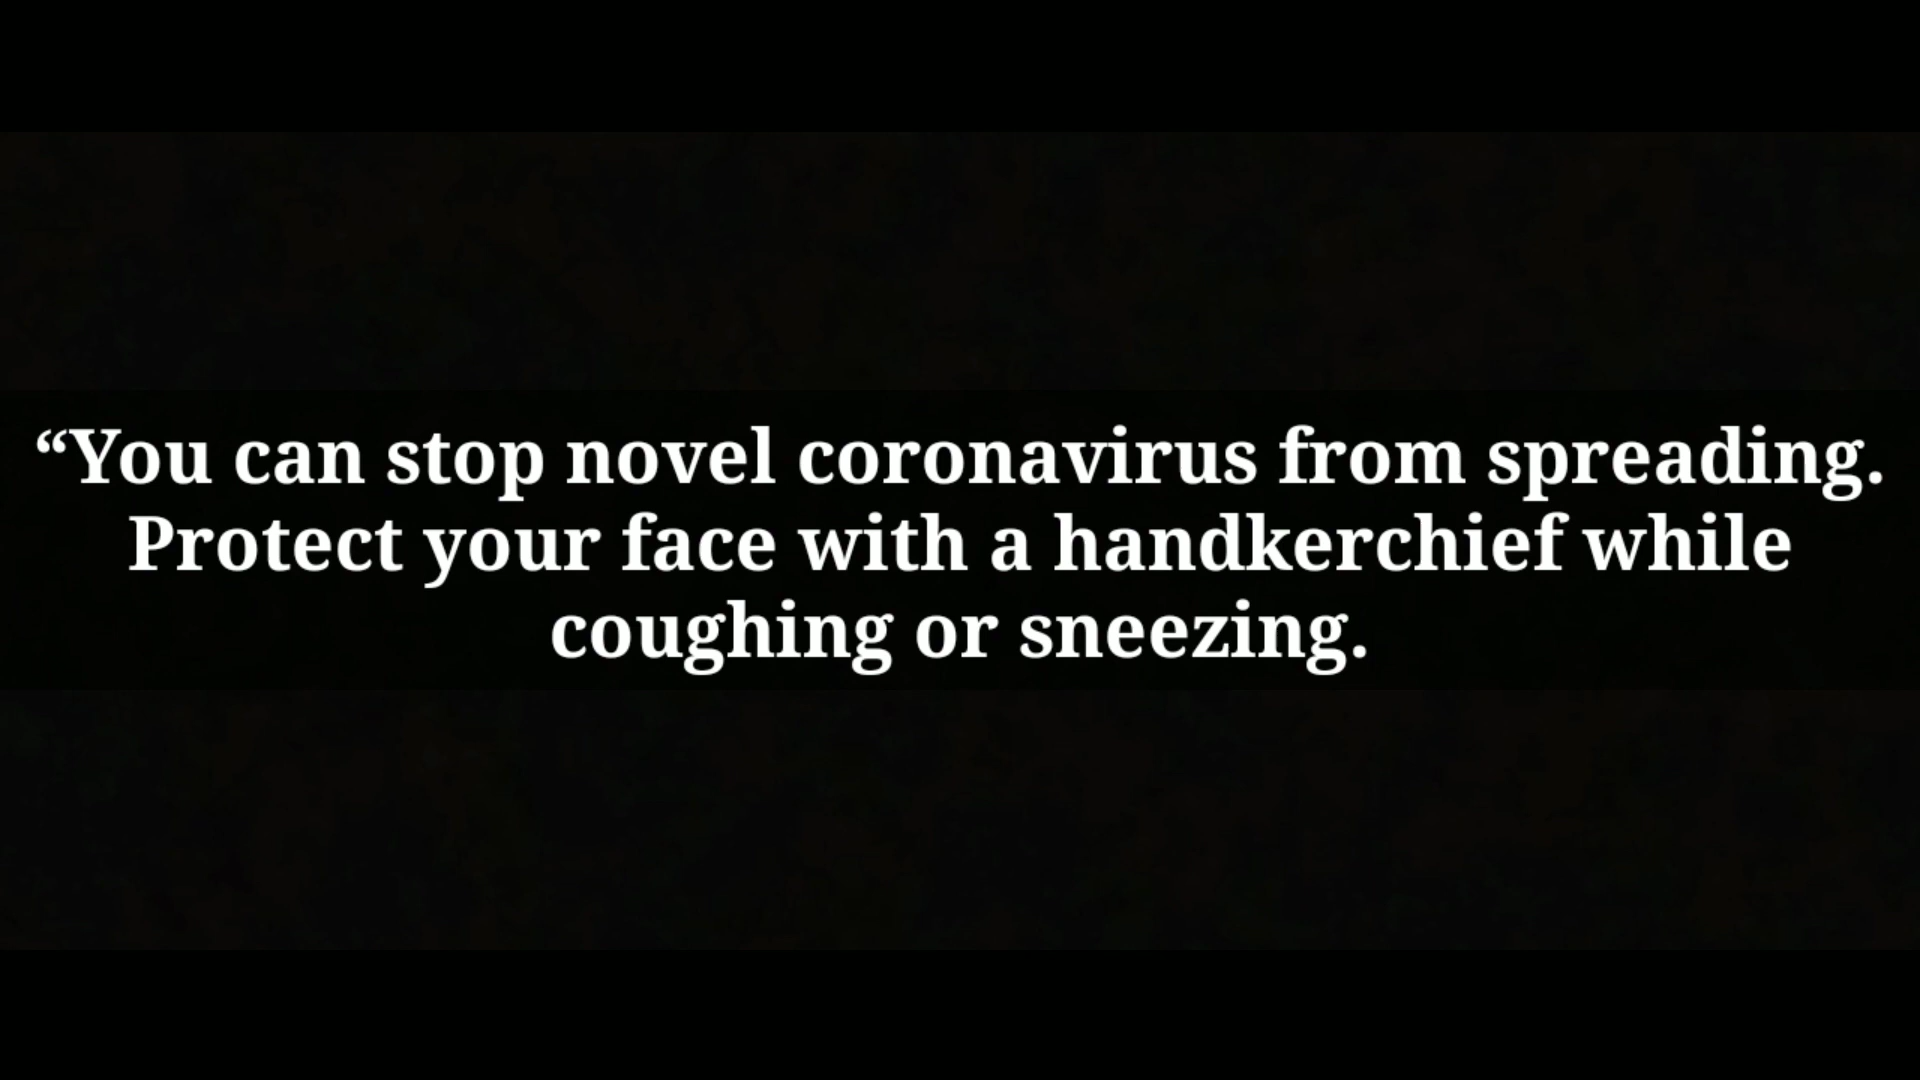 “You can stop novel coronavirus from spreading.
Protect your face with a handkerchief while
coughing or sneezing.